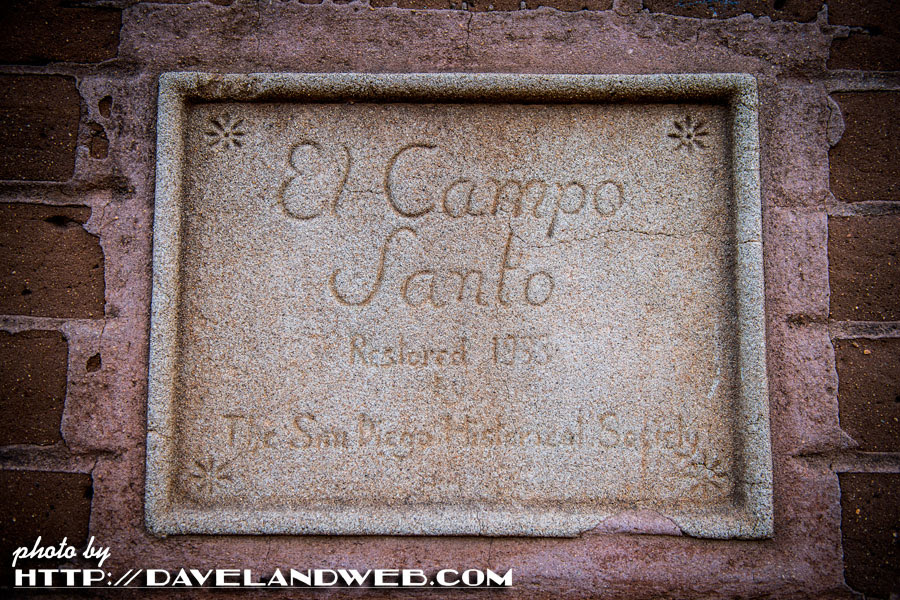 El Campo
Santo
Restored 1933
The San Diego Historical Society
photo by
HTTP://DAVELANDWEB.COM